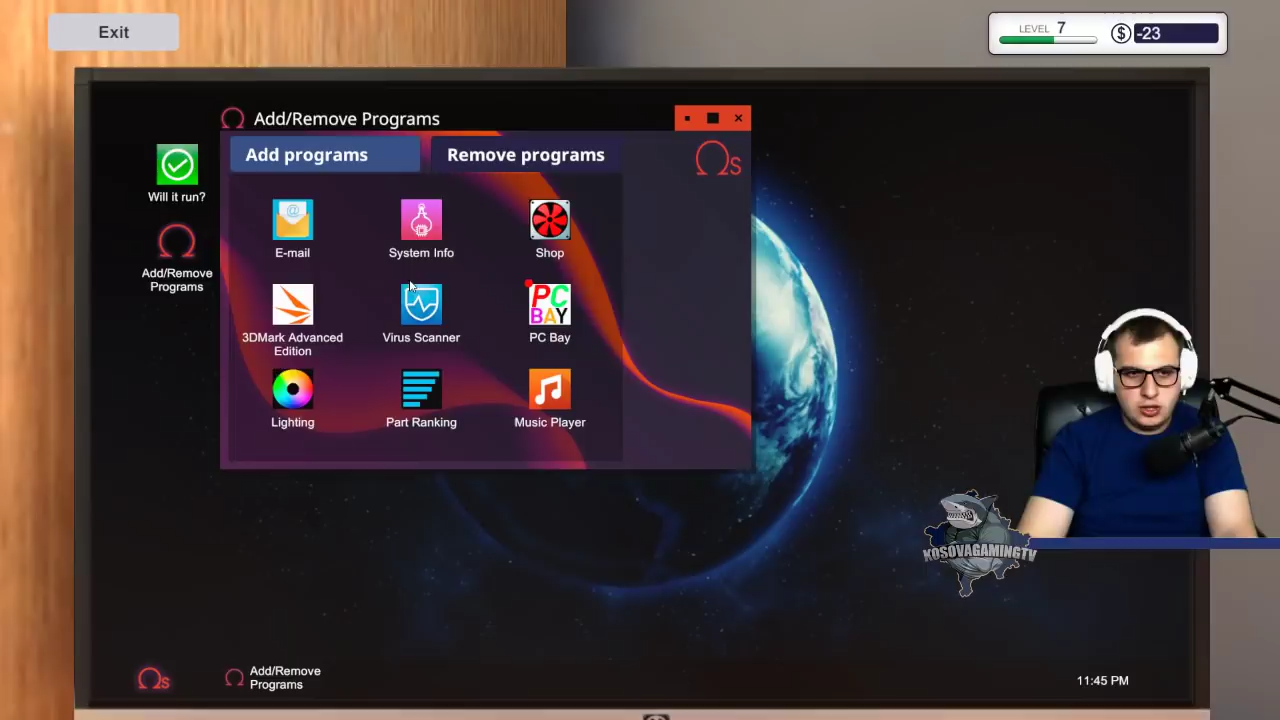 Exit
LEVEL 7
$ -23
Add/Remove Programs
Add programs
Remove programs
Ωs
Will it run?
Add/Remove
Programs
E-mail
System Info
Shop
3DMark Advanced
Edition
Virus Scanner
PC
BAY
PC Bay
Lighting
Part Ranking
Music Player
KOSOVAGAMINGTV
Ωs
Add/Remove
Programs
11:45 PM